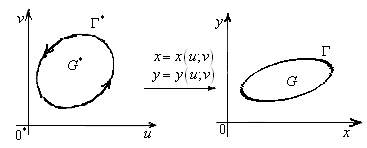 v
Γ*
G*
0*
u
x = x(u;v)
y = y(u;v)
y
Γ
G
0
x